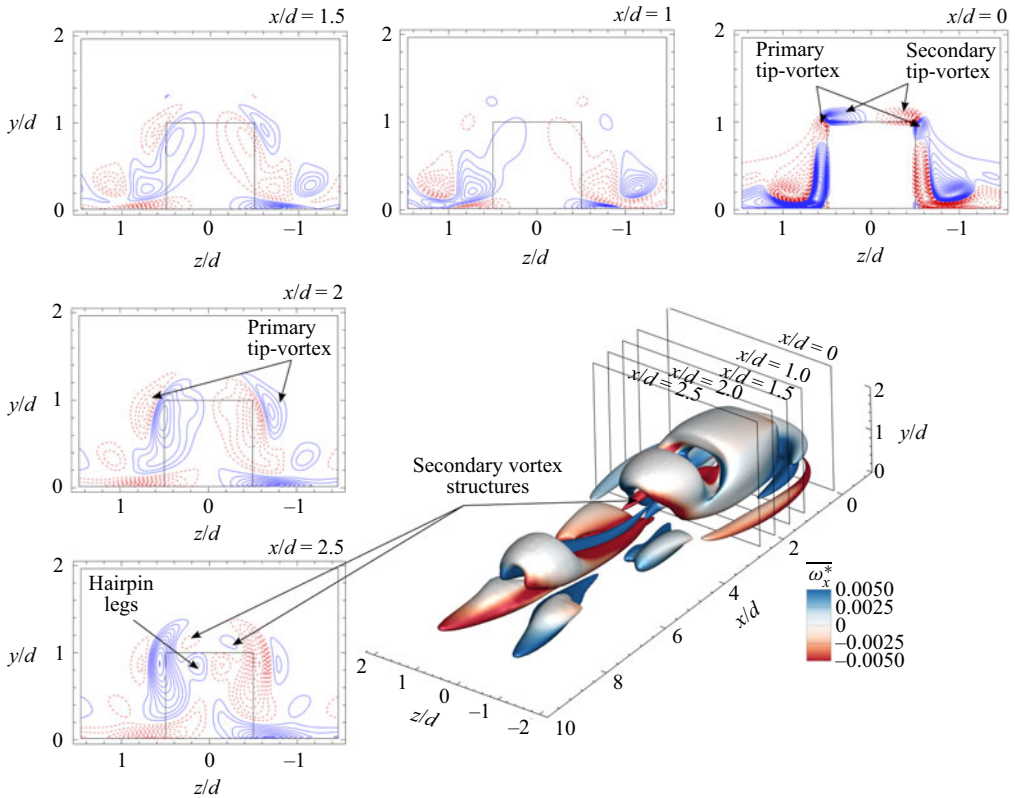 x/d = 1.5
x/d = 1
x/d = 0
2
1
0
y/d
1
0
–1
z/d
2
1
0
1
0
–1
z/d
Primary
tip-vortex
Secondary
tip-vortex
2
1
0
1
0
–1
z/d
x/d = 2
Primary
tip-vortex
2
1
0
y/d
1
0
–1
z/d
x/d = 2.5
Hairpin
legs
2
1
0
y/d
1
0
–1
z/d
Secondary vortex
structures
x/d = 0
x/d = 1.0
x/d = 1.5
x/d = 2.0
x/d = 2.5
2
1
0
y/d
0
2
4
6
8
10
x/d
2
1
0
–1
–2
z/d
ω*x
0.0050
0.0025
0
–0.0025
–0.0050